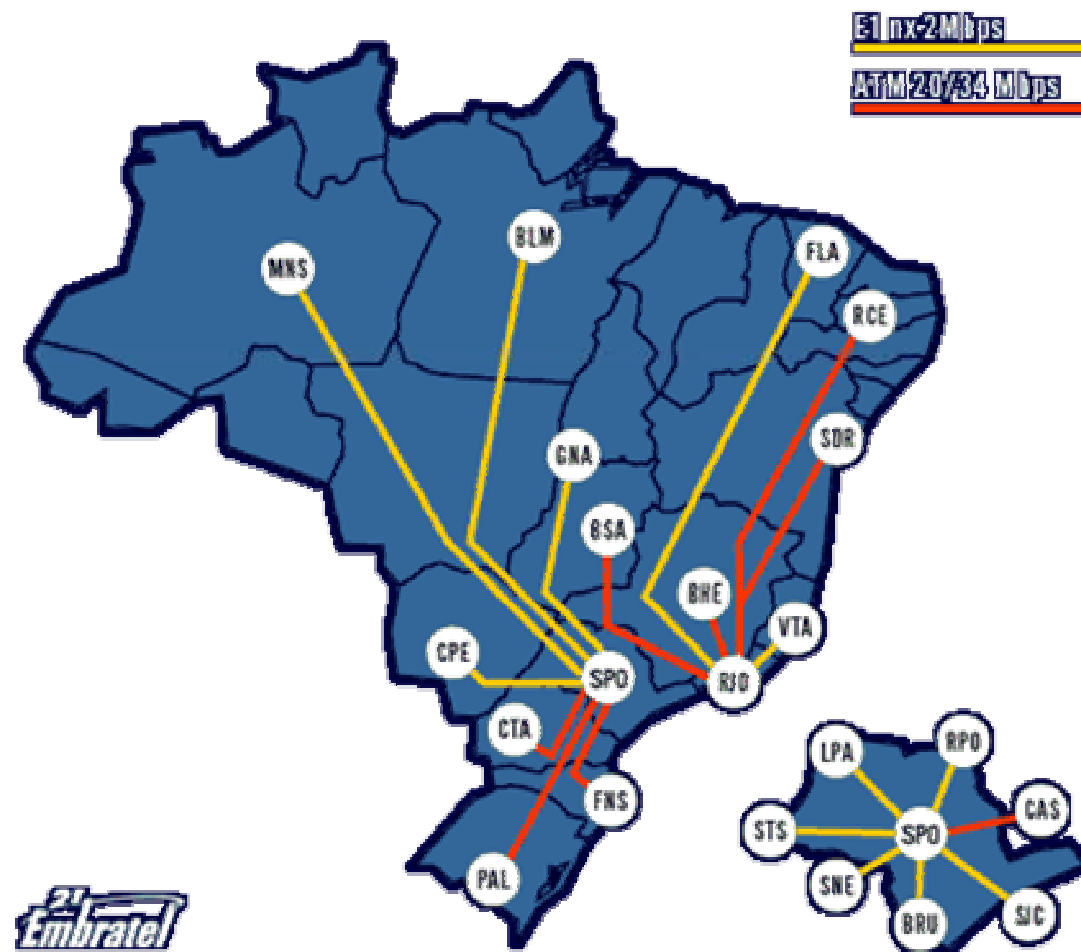 E1 nx-2Mbps
ATM 20/34 Mbps
BLM
FLA
MNS
RCE
SDR
GNA
BSA
BHE
VTA
CPE
SPO
RJO
CTA
FNS
PAL
LPA
RPO
CAS
STS
SPO
SNE
BRU
SJC
21
Embratel